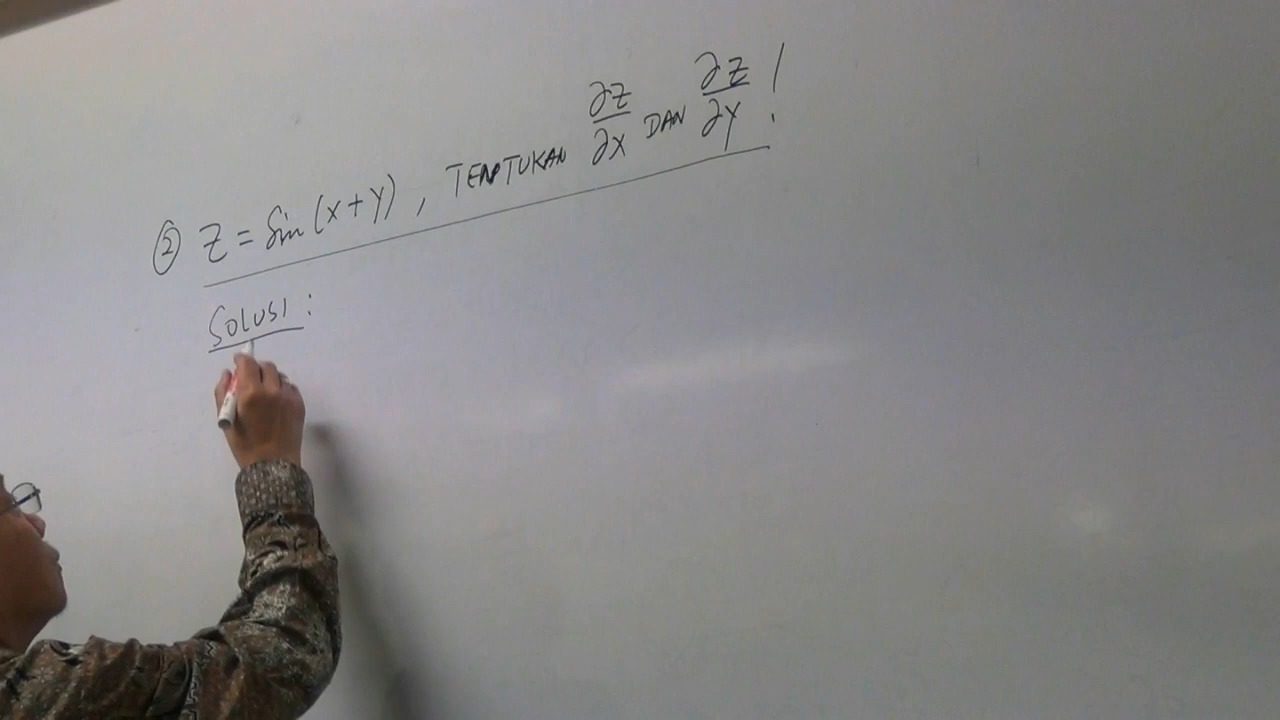 ② Z = Sin (x+y), TENTUKAN ∂Z/∂x DAN ∂Z/∂y !
SOLUSI :